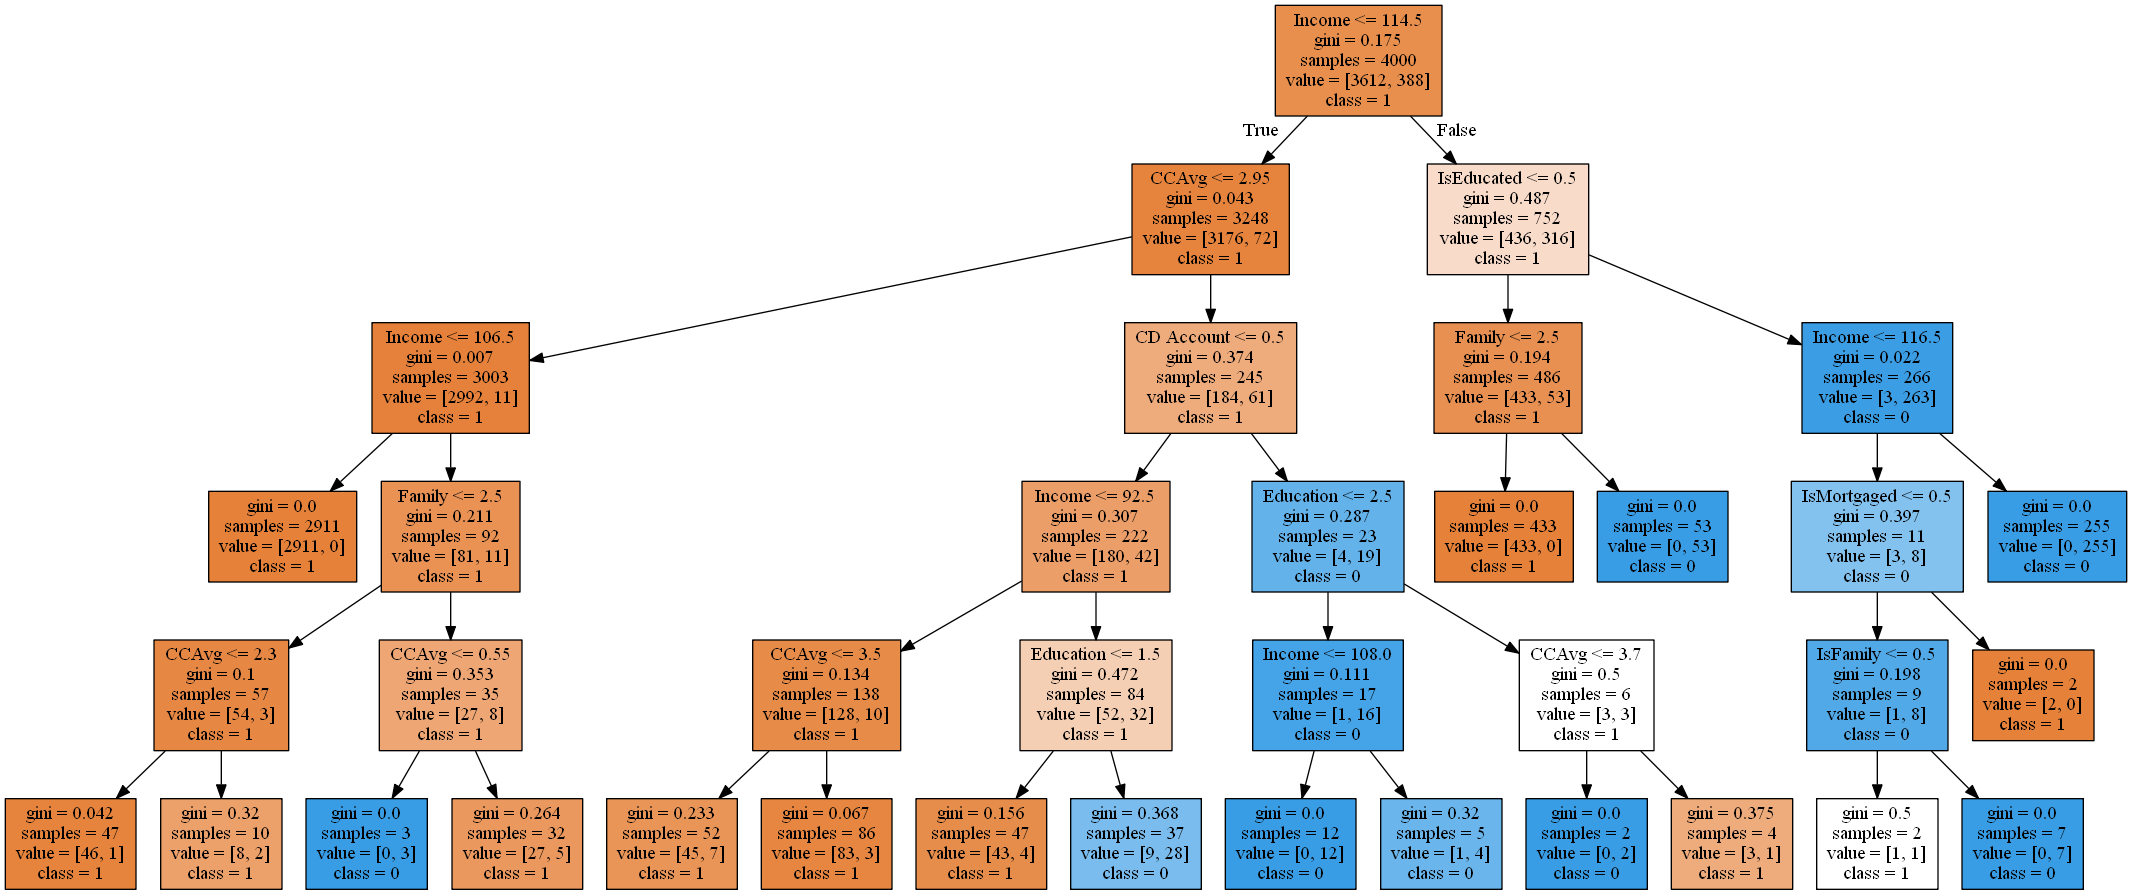 Income <= 114.5
gini = 0.175
samples = 4000
value = [3612, 388]
class = 1
True
False
CCAvg <= 2.95
gini = 0.043
samples = 3248
value = [3176, 72]
class = 1
IsEducated <= 0.5
gini = 0.487
samples = 752
value = [436, 316]
class = 1
Income <= 106.5
gini = 0.007
samples = 3003
value = [2992, 11]
class = 1
CD Account <= 0.5
gini = 0.374
samples = 245
value = [184, 61]
class = 1
Family <= 2.5
gini = 0.194
samples = 486
value = [433, 53]
class = 1
Income <= 116.5
gini = 0.022
samples = 266
value = [3, 263]
class = 0
gini = 0.0
samples = 2911
value = [2911, 0]
class = 1
Family <= 2.5
gini = 0.211
samples = 92
value = [81, 11]
class = 1
Income <= 92.5
gini = 0.307
samples = 222
value = [180, 42]
class = 1
Education <= 2.5
gini = 0.287
samples = 23
value = [4, 19]
class = 0
gini = 0.0
samples = 433
value = [433, 0]
class = 1
gini = 0.0
samples = 53
value = [0, 53]
class = 0
IsMortgaged <= 0.5
gini = 0.397
samples = 11
value = [3, 8]
class = 0
gini = 0.0
samples = 255
value = [0, 255]
class = 0
CCAvg <= 2.3
gini = 0.1
samples = 57
value = [54, 3]
class = 1
CCAvg <= 0.55
gini = 0.353
samples = 35
value = [27, 8]
class = 1
CCAvg <= 3.5
gini = 0.134
samples = 138
value = [128, 10]
class = 1
Education <= 1.5
gini = 0.472
samples = 84
value = [52, 32]
class = 1
Income <= 108.0
gini = 0.111
samples = 17
value = [1, 16]
class = 0
CCAvg <= 3.7
gini = 0.5
samples = 6
value = [3, 3]
class = 1
IsFamily <= 0.5
gini = 0.198
samples = 9
value = [1, 8]
class = 0
gini = 0.0
samples = 2
value = [2, 0]
class = 1
gini = 0.042
samples = 47
value = [46, 1]
class = 1
gini = 0.32
samples = 10
value = [8, 2]
class = 1
gini = 0.0
samples = 3
value = [0, 3]
class = 0
gini = 0.264
samples = 32
value = [27, 5]
class = 1
gini = 0.233
samples = 52
value = [45, 7]
class = 1
gini = 0.067
samples = 86
value = [83, 3]
class = 1
gini = 0.156
samples = 47
value = [43, 4]
class = 1
gini = 0.368
samples = 37
value = [9, 28]
class = 0
gini = 0.0
samples = 12
value = [0, 12]
class = 0
gini = 0.32
samples = 5
value = [1, 4]
class = 0
gini = 0.0
samples = 2
value = [0, 2]
class = 0
gini = 0.375
samples = 4
value = [3, 1]
class = 1
gini = 0.5
samples = 2
value = [1, 1]
class = 1
gini = 0.0
samples = 7
value = [0, 7]
class = 0